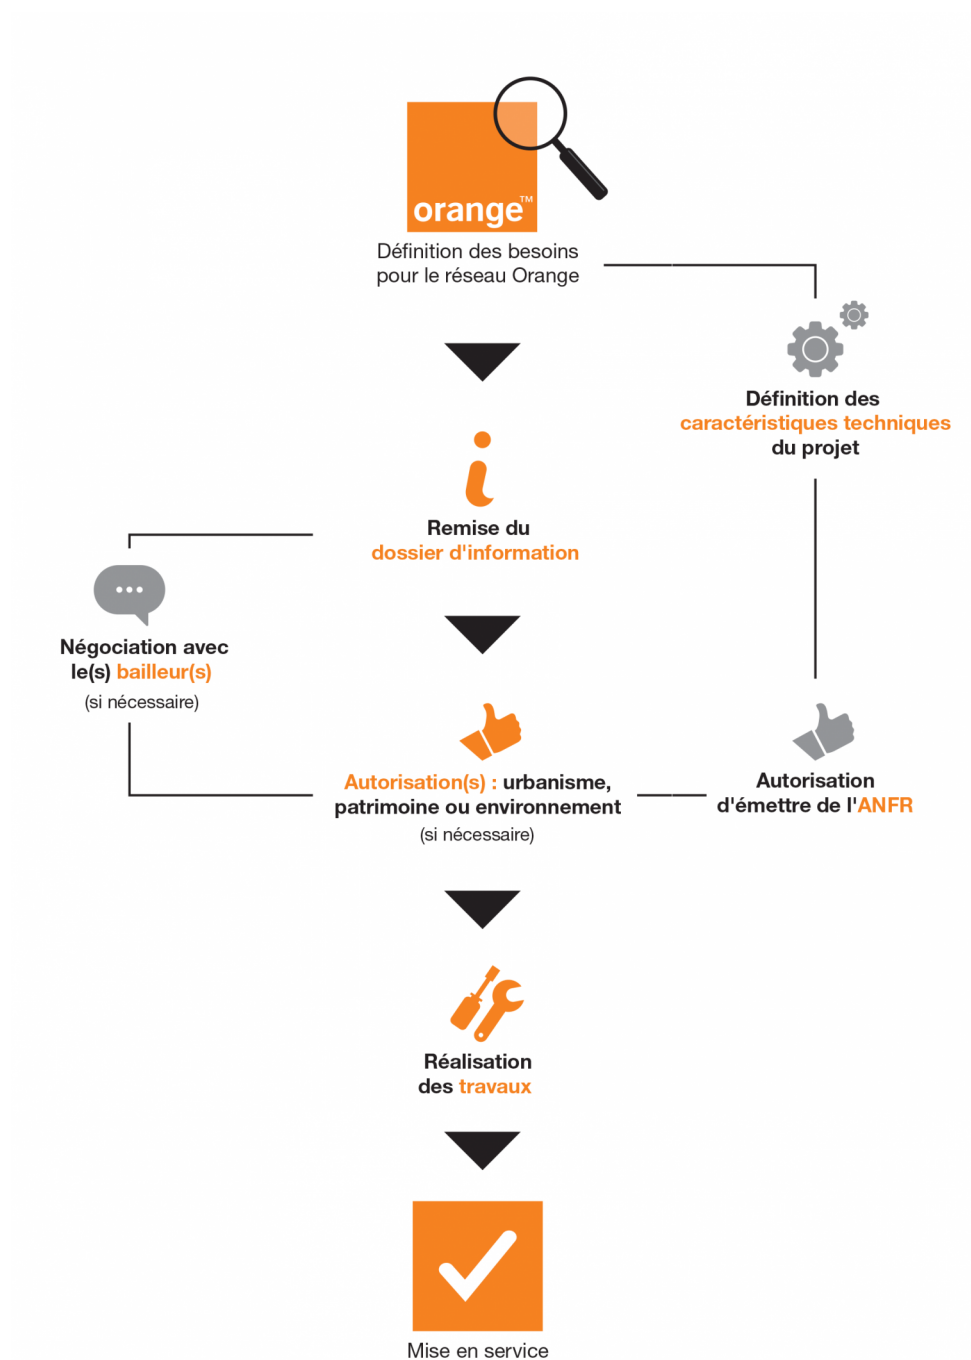 orange™
Définition des besoins
pour le réseau Orange
Définition des
caractéristiques techniques
du projet
Remise du
dossier d'information
Négociation avec
le(s) bailleur(s)
(si nécessaire)
Autorisation(s) : urbanisme,
patrimoine ou environnement
(si nécessaire)
Autorisation
d'émettre de l'ANFR
Réalisation
des travaux
Mise en service